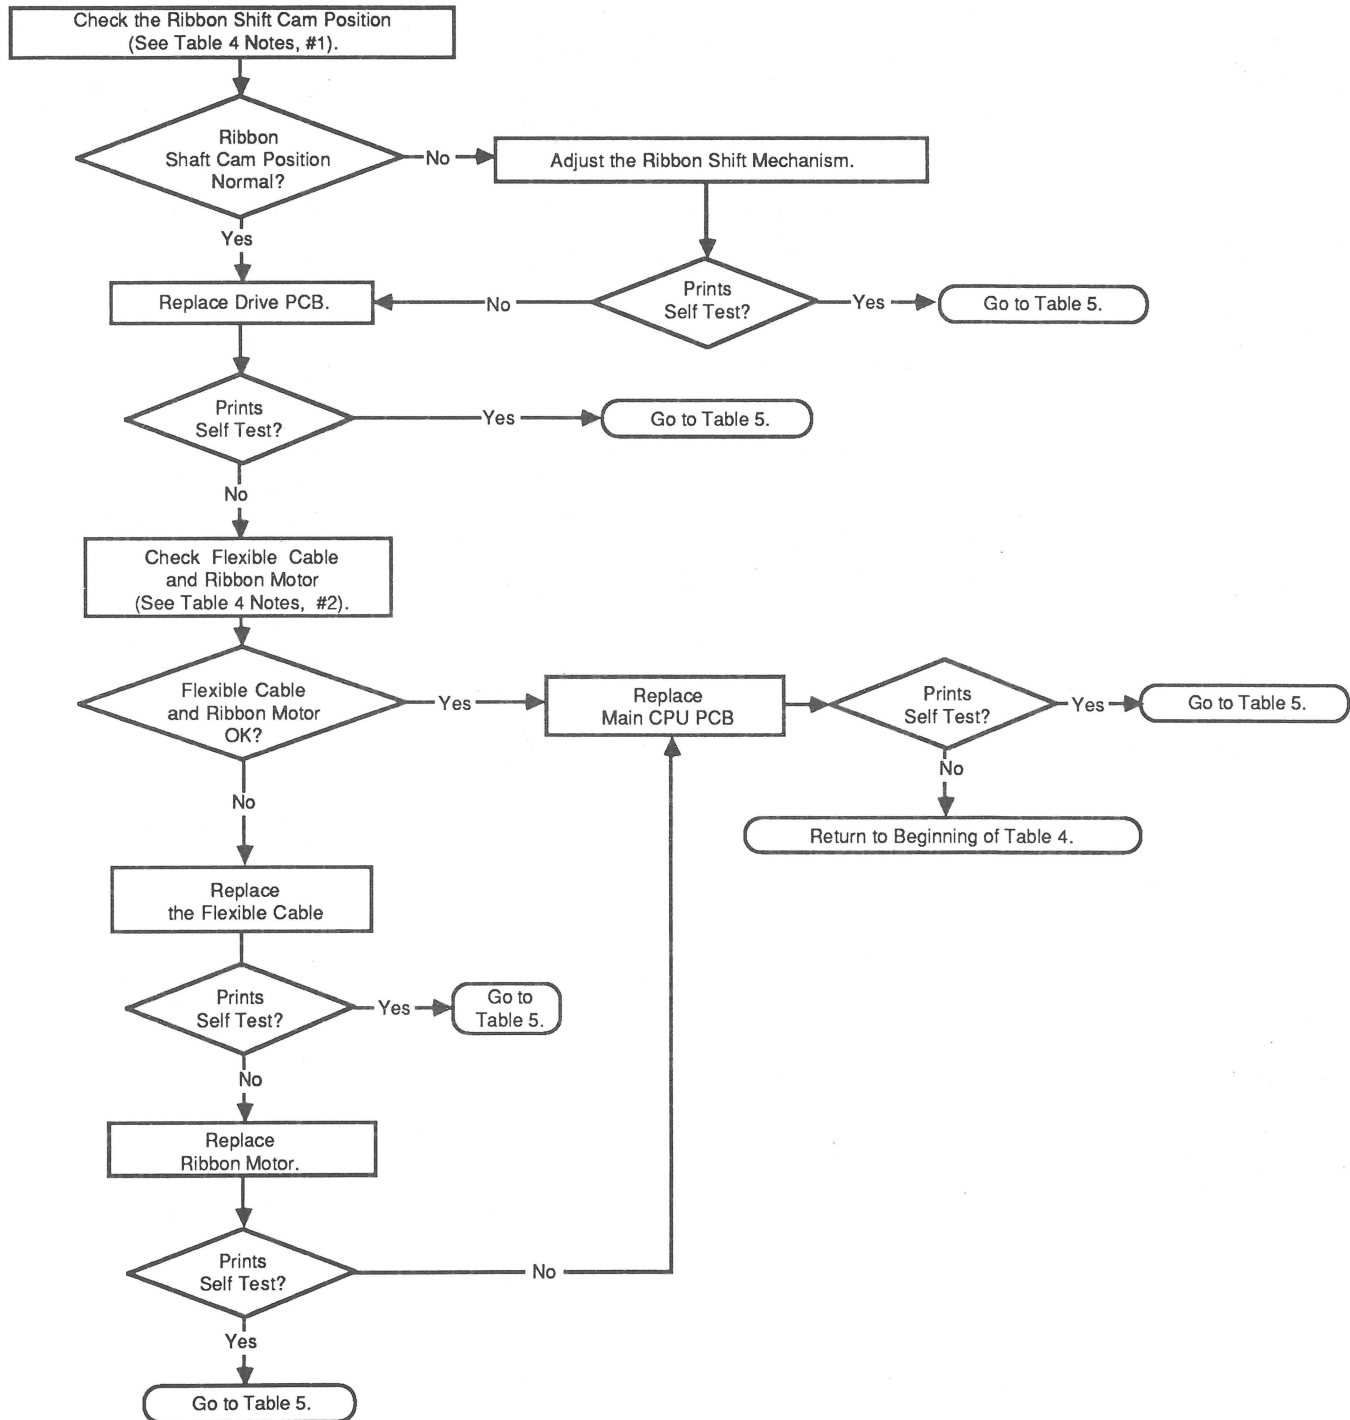 Check the Ribbon Shift Cam Position
(See Table 4 Notes, #1).
Ribbon
Shaft Cam Position
Normal?
No
Adjust the Ribbon Shift Mechanism.
Yes
Replace Drive PCB.
No
Prints
Self Test?
Yes
Go to Table 5.
Prints
Self Test?
Yes
Go to Table 5.
No
Check Flexible Cable
and Ribbon Motor
(See Table 4 Notes, #2).
Flexible Cable
and Ribbon Motor
OK?
Yes
Replace
Main CPU PCB
Prints
Self Test?
Yes
Go to Table 5.
No
Return to Beginning of Table 4.
No
Replace
the Flexible Cable
Prints
Self Test?
Yes
Go to
Table 5.
No
Replace
Ribbon Motor.
Prints
Self Test?
No
Yes
Go to Table 5.